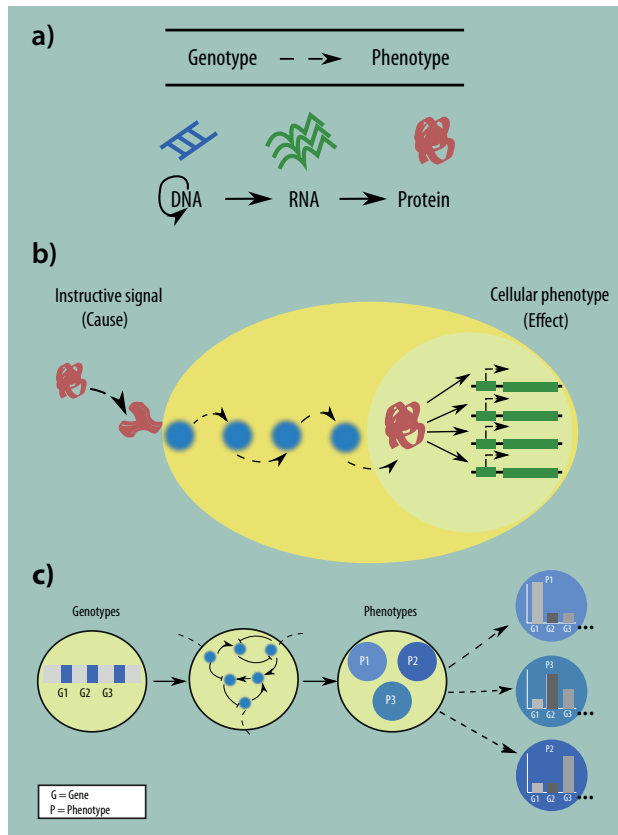 a)
Genotype Phenotype
DNA RNA Protein
b)
Instructive signal
(Cause)
Cellular phenotype
(Effect)
c)
Genotypes
Phenotypes
G1 G2 G3
P1 P2
P3
P1
G1 G2 G3
P3
G1 G2 G3
P2
G1 G2 G3
G = Gene
P = Phenotype